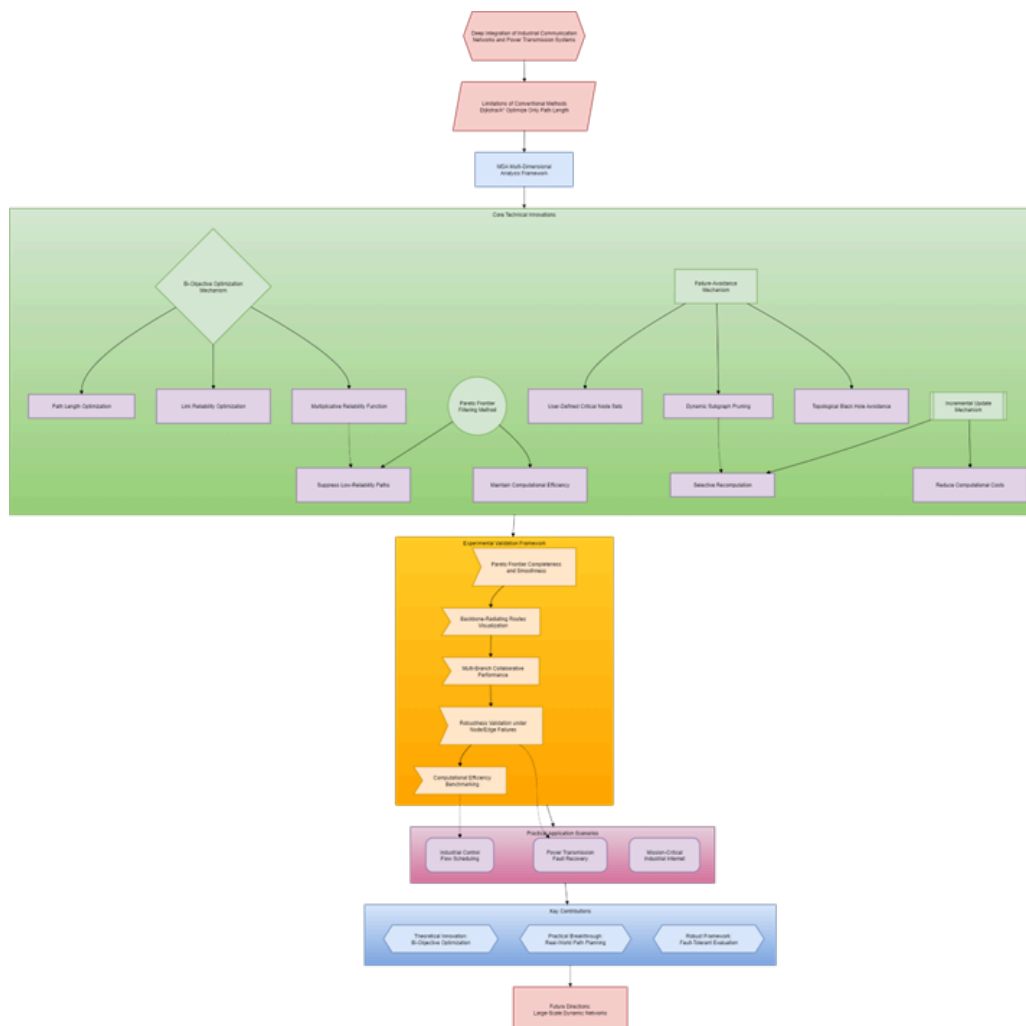 Deep Integration of Industrial Communication
Networks and Power Transmission Systems
Limitations of Conventional Methods
Optimize Only Path Length
MDA Multi-Dimensional
Analysis Framework
Core Technical Innovations
Bi-Objective Optimization
Mechanism
Failure Avoidance
Mechanism
Path Length Optimization
Link Reliability Optimization
Multiplicative Reliability Function
Pareto Frontier
Filtering Method
User-Defined Critical Node Sets
Dynamic Subgraph Pruning
Topological Black Hole Avoidance
Incremental Update
Mechanism
Suppress Low-Reliability Paths
Maintain Computational Efficiency
Selective Recomputation
Reduce Computational Costs
Experimental Validation Framework
Pareto Frontier Completeness
and Smoothness
Backbone-Radiating Routes
Visualization
Multi-Branch Collaborative
Performance
Robustness Validation under
Node/Edge Failures
Computational Efficiency
Benchmarking
Practical Application Scenarios
Industrial Control
Flow Scheduling
Power Transmission
Fault Recovery
Mission-Critical
Industrial Internet
Key Contributions
Theoretical Innovation:
Bi-Objective Optimization
Practical Breakthrough:
Real-World Path Planning
Robust Framework:
Fault-Tolerant Evaluation
Future Directions:
Large-Scale Dynamic Networks